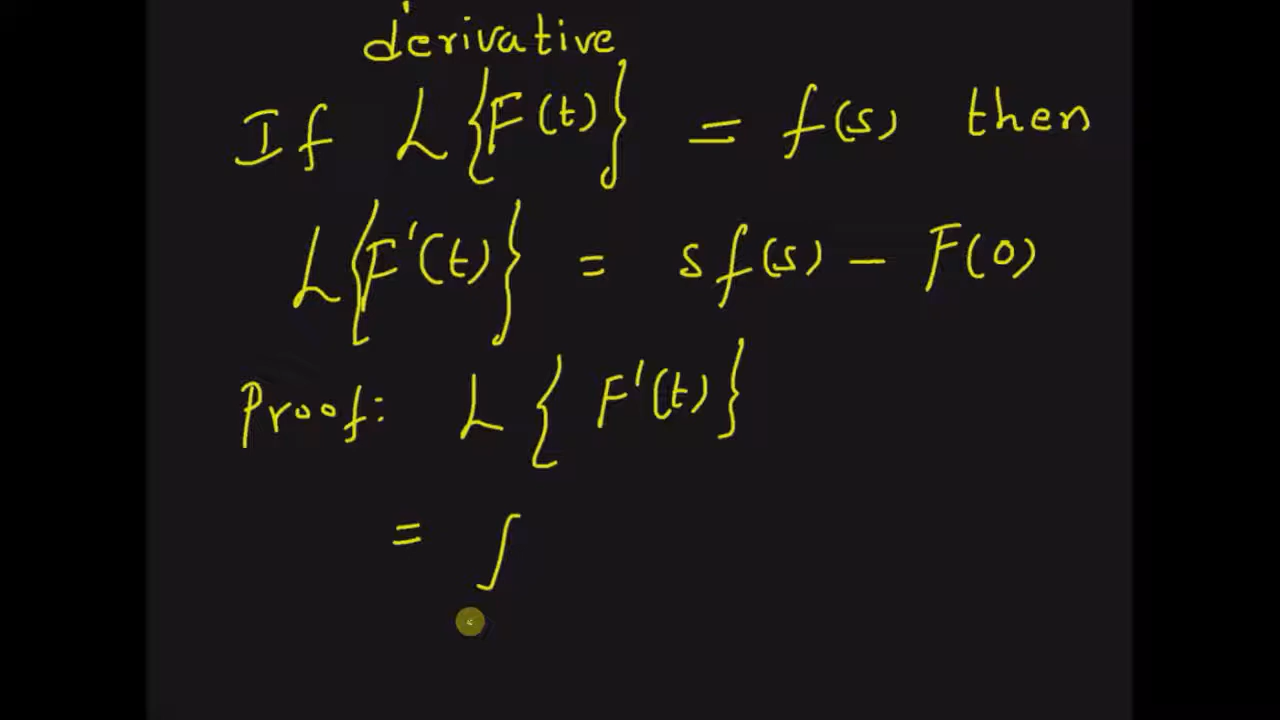 derivative
If L{F(t)} = f(s) then
L{F'(t)} = sf(s) - F(0)
Proof: L{F'(t)}
= ∫